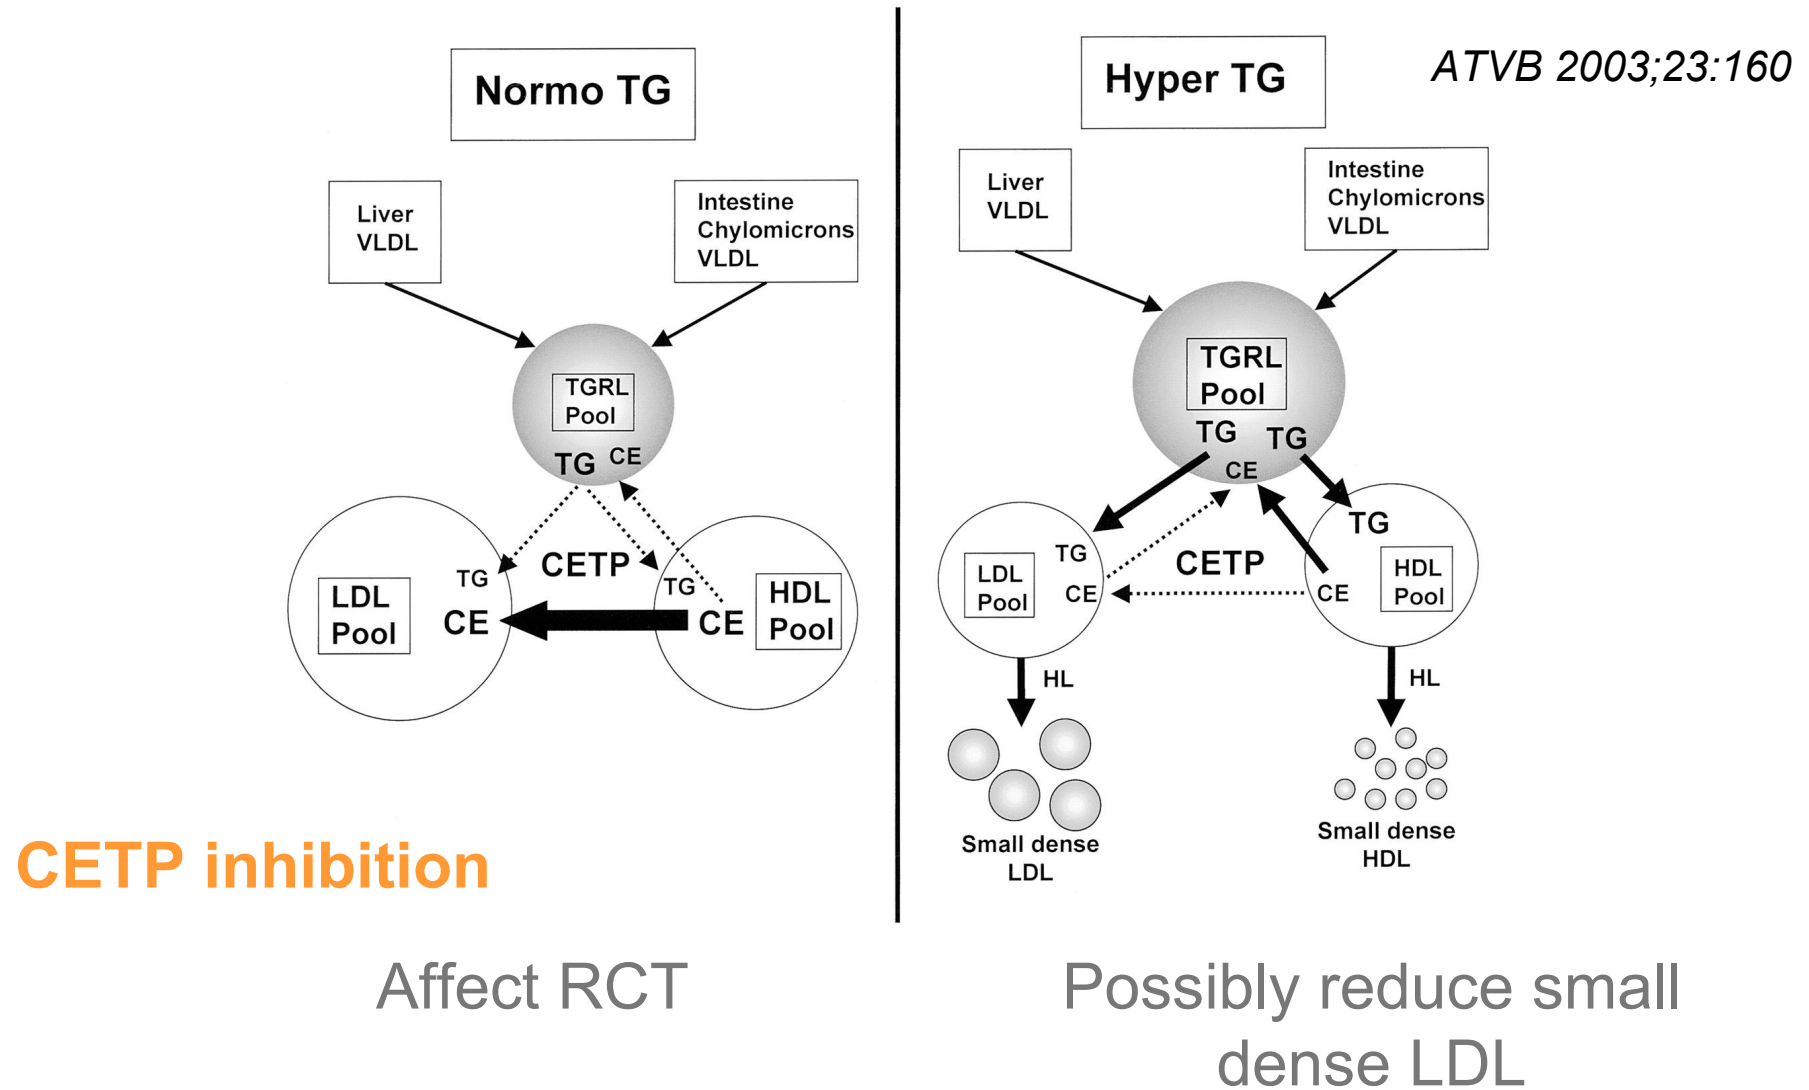 Normo TG
Liver
VLDL
Intestine
Chylomicrons
VLDL
TGRL
Pool
TG CE
CETP
TG
TG
LDL
Pool
CE
CE
HDL
Pool
Hyper TG
ATVB 2003;23:160
Liver
VLDL
Intestine
Chylomicrons
VLDL
TGRL
Pool
TG TG
CE
TG
TG
CETP
LDL
Pool
CE
CE
HDL
Pool
HL
HL
Small dense
LDL
Small dense
HDL
CETP inhibition
Affect RCT
Possibly reduce small
dense LDL